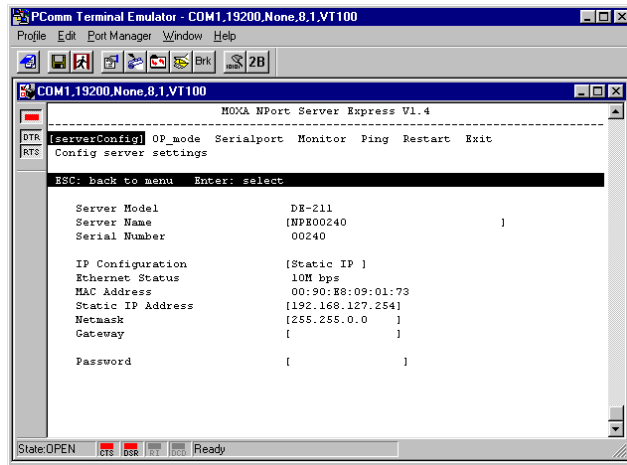 PComm Terminal Emulator - COM1,19200,None,8,1,VT100
Profile Edit Port Manager Window Help
Brk 2B
COM1,19200,None,8,1,VT100
MOXA NPort Server Express V1.4
DTR
RTS
[serverConfig] OP_mode Serialport Monitor Ping Restart Exit
Config server settings
ESC: back to menu Enter: select
Server Model DE-211
Server Name [NPE00240 ]
Serial Number 00240
IP Configuration [Static IP ]
Ethernet Status 10M bps
MAC Address 00:90:E8:09:01:73
Static IP Address [192.168.127.254]
Netmask [255.255.0.0 ]
Gateway [ ]
Password [ ]
State:OPEN CTS DSR RI DCD Ready